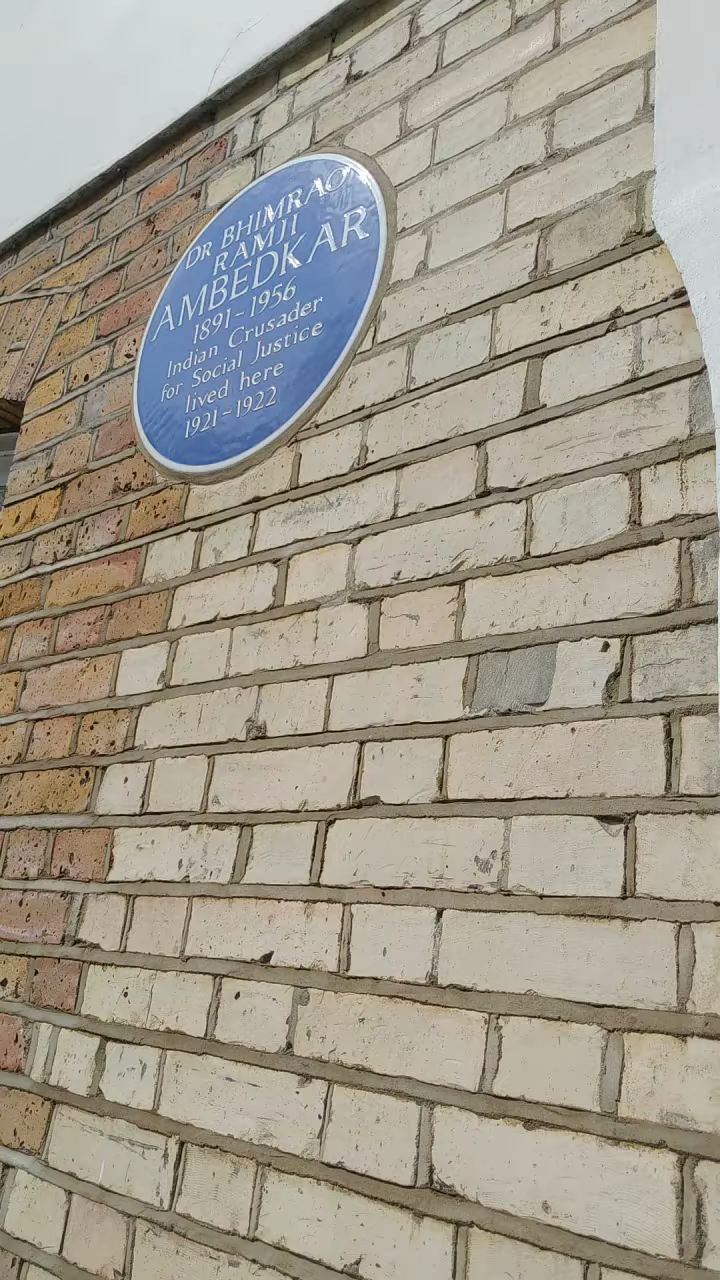 DR BHIMRAO
RAMJI
AMBEDKAR
1891-1956
Indian Crusader
for Social Justice
lived here
1921-1922